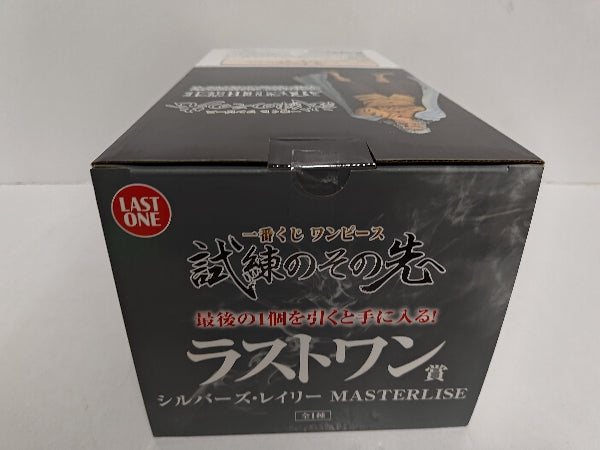 LAST
ONE
一番くじ ワンピース
試練のその先へ
最後の1個を引くと手に入る!
ラストワン賞
シルバーズ・レイリー MASTERLISE
全1種